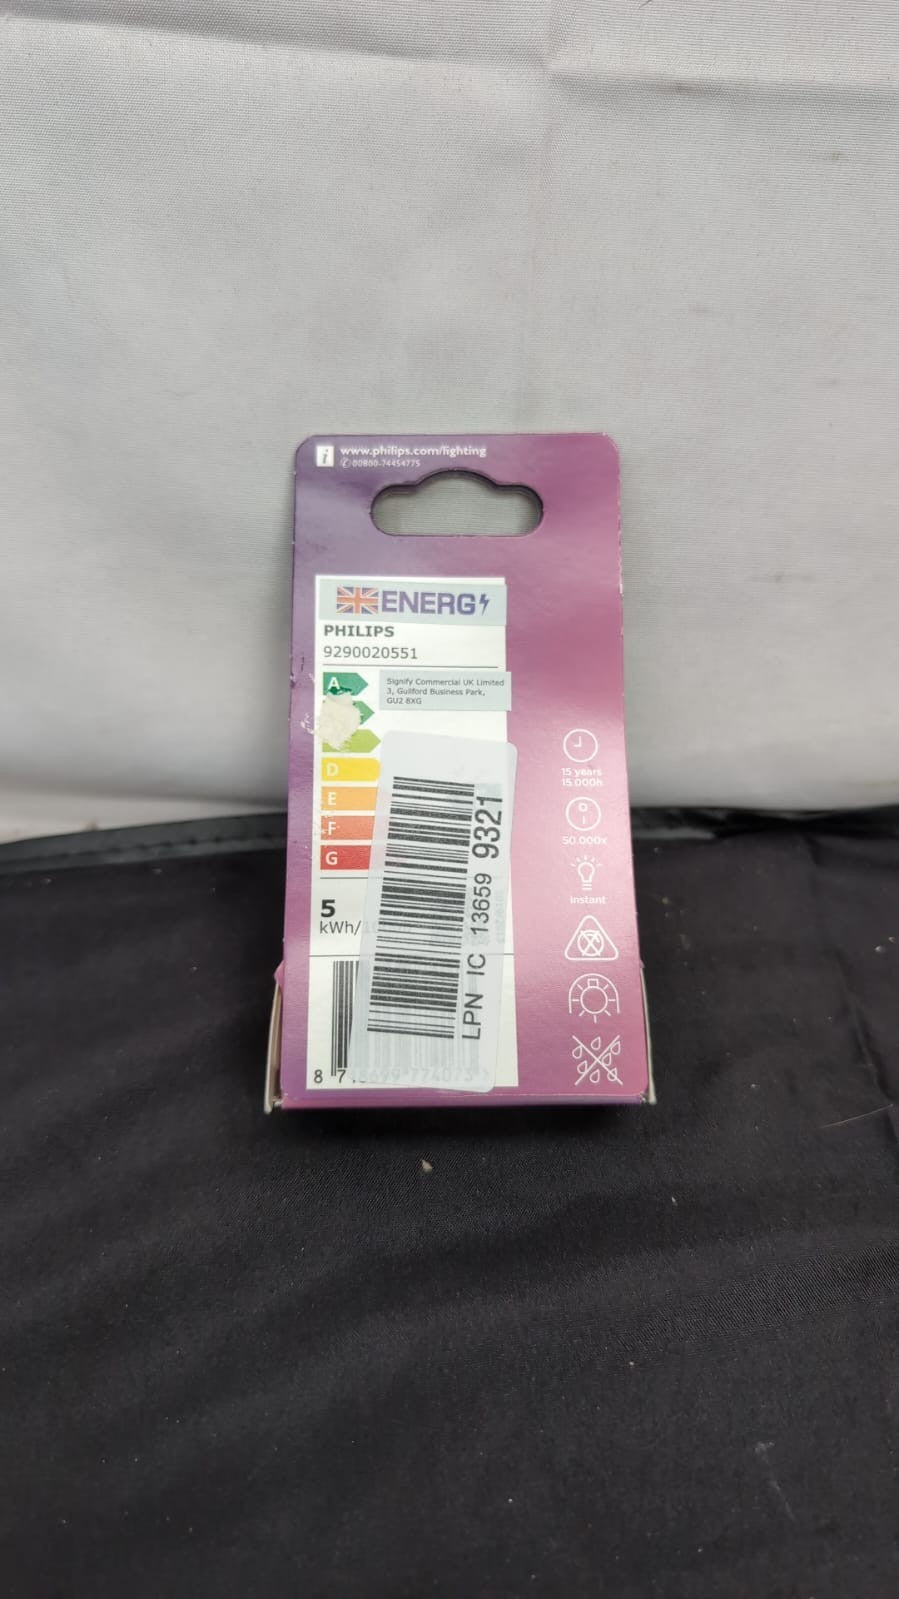 i www.philips.com/lighting
✆ 00800-74454775
ENERG
PHILIPS
9290020551
A
Signify Commercial UK Limited
3, Guilford Business Park,
GU2 8XG
D
E
F
G
5
kWh/
LPN IC 13659 9321
8
15 years
15.000h
50.000x
instant